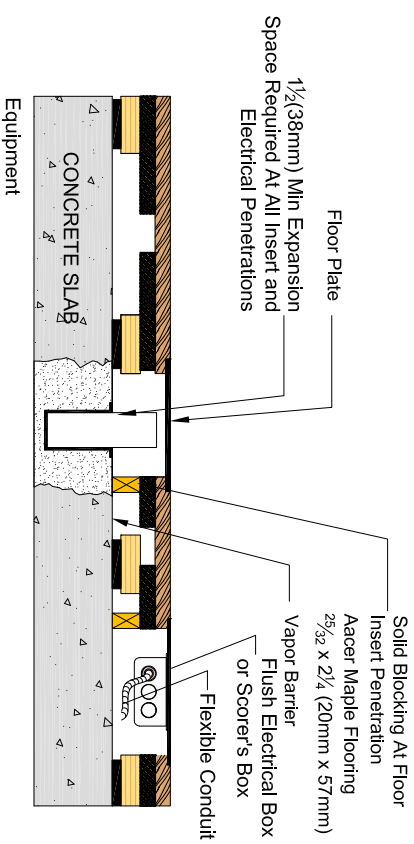 Floor Plate
1½(38mm) Min Expansion
Space Required At All Insert and
Electrical Penetrations
Solid Blocking At Floor
Insert Penetration
Aacer Maple Flooring
25/32 x 2¼ (20mm x 57mm)
Vapor Barrier
Flush Electrical Box
or Scorer's Box
Flexible Conduit
CONCRETE SLAB
Equipment